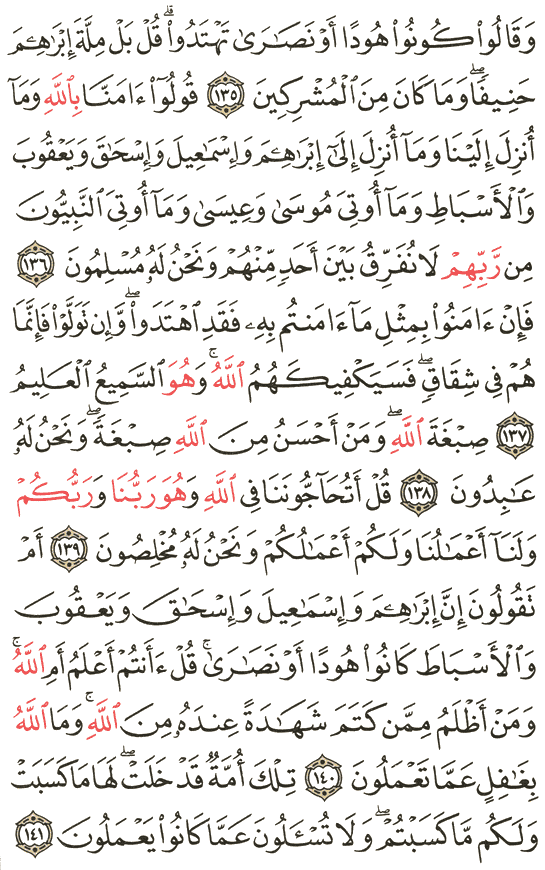 وَقَالُوا۟ كُونُوا۟ هُودًا أَوْ نَصَـٰرَىٰ تَهْتَدُوا۟ ۗ قُلْ بَلْ مِلَّةَ إِبْرَٰهِـۧمَ
حَنِيفًا ۖ وَمَا كَانَ مِنَ ٱلْمُشْرِكِينَ ١٣٥ قُولُوٓا۟ ءَامَنَّا بِٱللَّهِ وَمَآ
أُنزِلَ إِلَيْنَا وَمَآ أُنزِلَ إِلَىٰٓ إِبْرَٰهِـۧمَ وَإِسْمَـٰعِيلَ وَإِسْحَـٰقَ وَيَعْقُوبَ
وَٱلْأَسْبَاطِ وَمَآ أُوتِىَ مُوسَىٰ وَعِيسَىٰ وَمَآ أُوتِىَ ٱلنَّبِيُّونَ
مِن رَّبِّهِمْ لَا نُفَرِّقُ بَيْنَ أَحَدٍ مِّنْهُمْ وَنَحْنُ لَهُۥ مُسْلِمُونَ ١٣٦
فَإِنْ ءَامَنُوا۟ بِمِثْلِ مَآ ءَامَنتُم بِهِۦ فَقَدِ ٱهْتَدَوا۟ ۖ وَّإِن تَوَلَّوْا۟ فَإِنَّمَا
هُمْ فِى شِقَاقٍ ۖ فَسَيَكْفِيكَهُمُ ٱللَّهُ ۚ وَهُوَ ٱلسَّمِيعُ ٱلْعَلِيمُ
١٣٧ صِبْغَةَ ٱللَّهِ ۖ وَمَنْ أَحْسَنُ مِنَ ٱللَّهِ صِبْغَةً ۖ وَنَحْنُ لَهُۥ
عَـٰبِدُونَ ١٣٨ قُلْ أَتُحَآجُّونَنَا فِى ٱللَّهِ وَهُوَ رَبُّنَا وَرَبُّكُمْ
وَلَنَآ أَعْمَـٰلُنَا وَلَكُمْ أَعْمَـٰلُكُمْ وَنَحْنُ لَهُۥ مُخْلِصُونَ ١٣٩ أَمْ
تَقُولُونَ إِنَّ إِبْرَٰهِـۧمَ وَإِسْمَـٰعِيلَ وَإِسْحَـٰقَ وَيَعْقُوبَ
وَٱلْأَسْبَاطَ كَانُوا۟ هُودًا أَوْ نَصَـٰرَىٰ ۗ قُلْ ءَأَنتُمْ أَعْلَمُ أَمِ ٱللَّهُ ۗ
وَمَنْ أَظْلَمُ مِمَّن كَتَمَ شَهَـٰدَةً عِندَهُۥ مِنَ ٱللَّهِ ۗ وَمَا ٱللَّهُ
بِغَـٰفِلٍ عَمَّا تَعْمَلُونَ ١٤٠ تِلْكَ أُمَّةٌ قَدْ خَلَتْ ۖ لَهَا مَا كَسَبَتْ
وَلَكُم مَّا كَسَبْتُمْ ۖ وَلَا تُسْـَٔلُونَ عَمَّا كَانُوا۟ يَعْمَلُونَ ١٤١